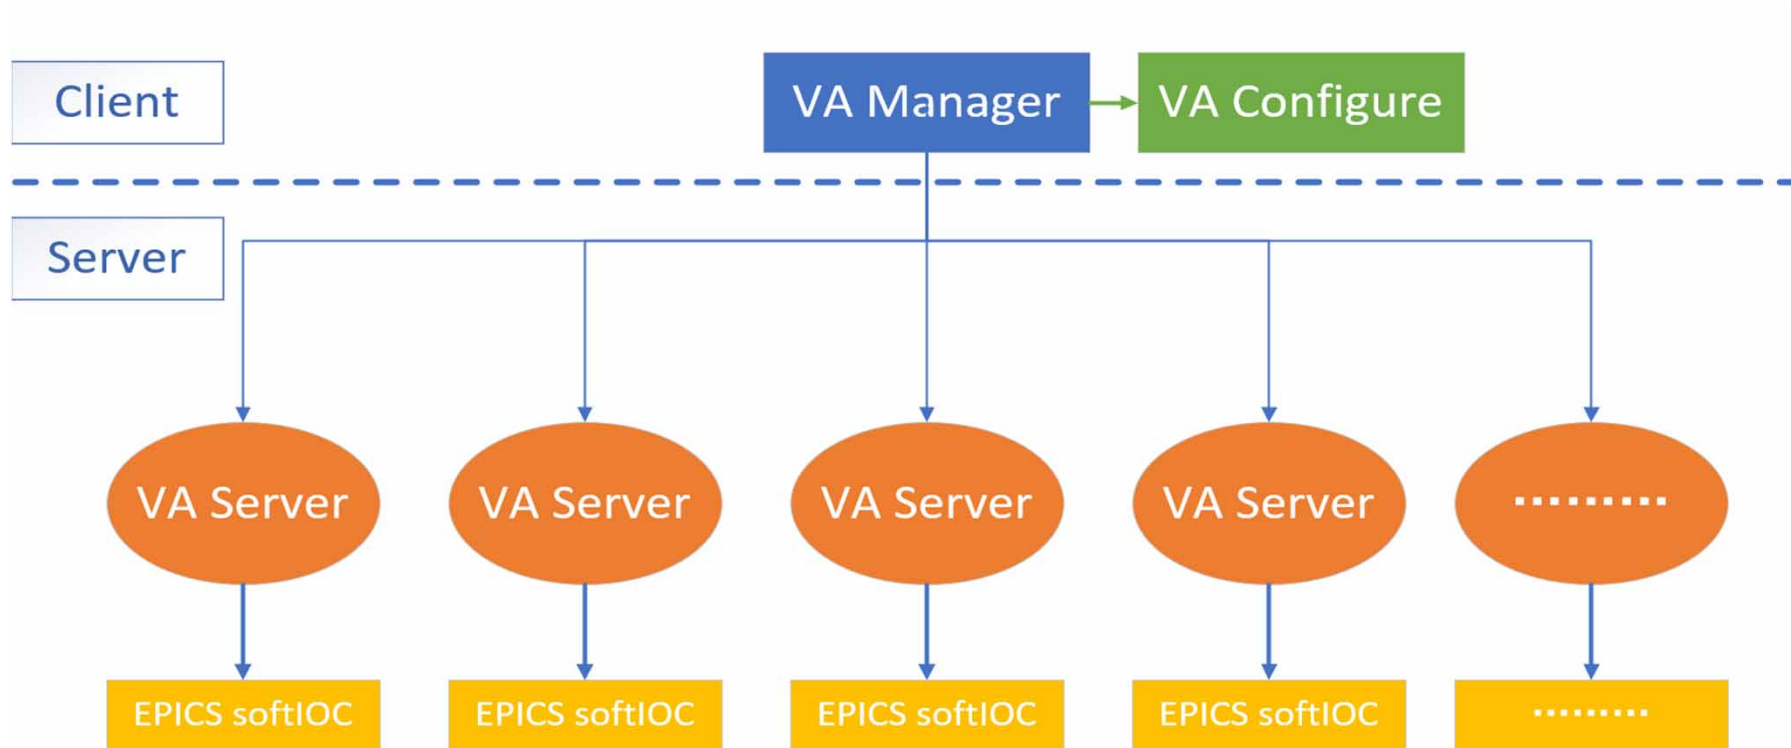 Client
VA Manager
VA Configure
Server
VA Server
VA Server
VA Server
VA Server
.........
EPICS softIOC
EPICS softIOC
EPICS softIOC
EPICS softIOC
.........